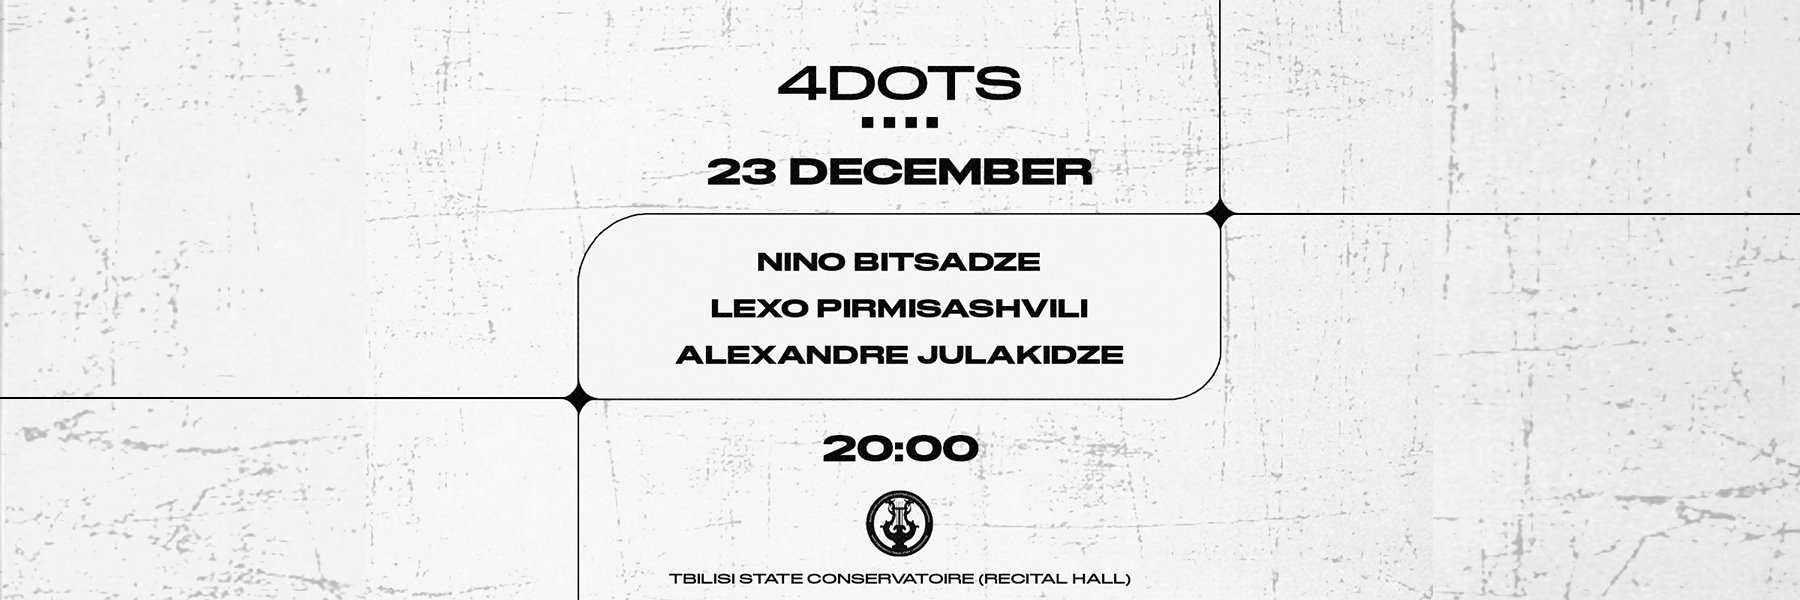 4DOTS
23 DECEMBER
NINO BITSADZE
LEXO PIRMISASHVILI
ALEXANDRE JULAKIDZE
20:00
TBILISI STATE CONSERVATOIRE (RECITAL HALL)